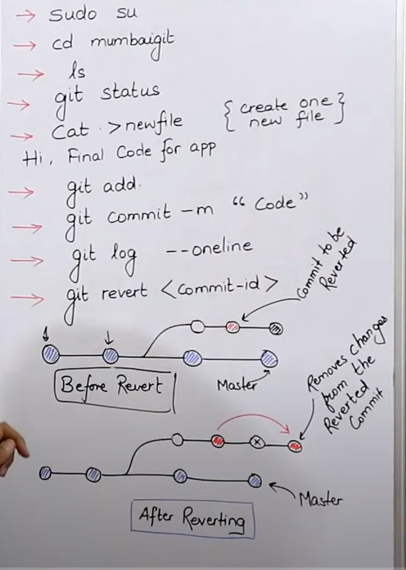 → Sudo su
→ cd mumbaigit
→ ls
→ git status
→ Cat >newfile { create one new file }
Hi, Final Code for app
→ git add.
→ git commit -m “Code”
→ git log --oneline
→ git revert <commit-id>
Commit to be
Reverted
Before Revert
Master
Removes changes
from the
Reverted
Commit
Master
After Reverting